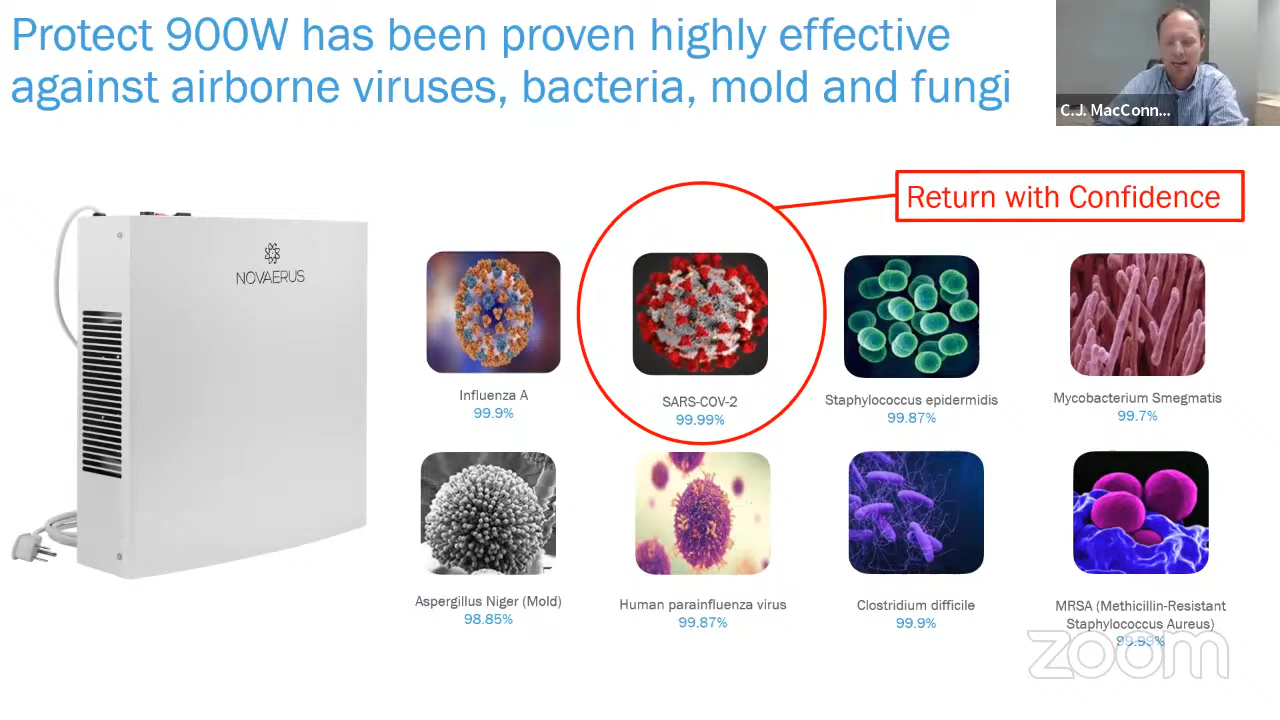 Protect 900W has been proven highly effective
against airborne viruses, bacteria, mold and fungi
C.J. MacConn...
Return with Confidence
NOVAERUS
Influenza A
99.9%
SARS-COV-2
99.99%
Staphylococcus epidermidis
99.87%
Mycobacterium Smegmatis
99.7%
Aspergillus Niger (Mold)
98.85%
Human parainfluenza virus
99.87%
Clostridium difficile
99.9%
MRSA (Methicillin-Resistant
Staphylococcus Aureus)
99.99%
zoom